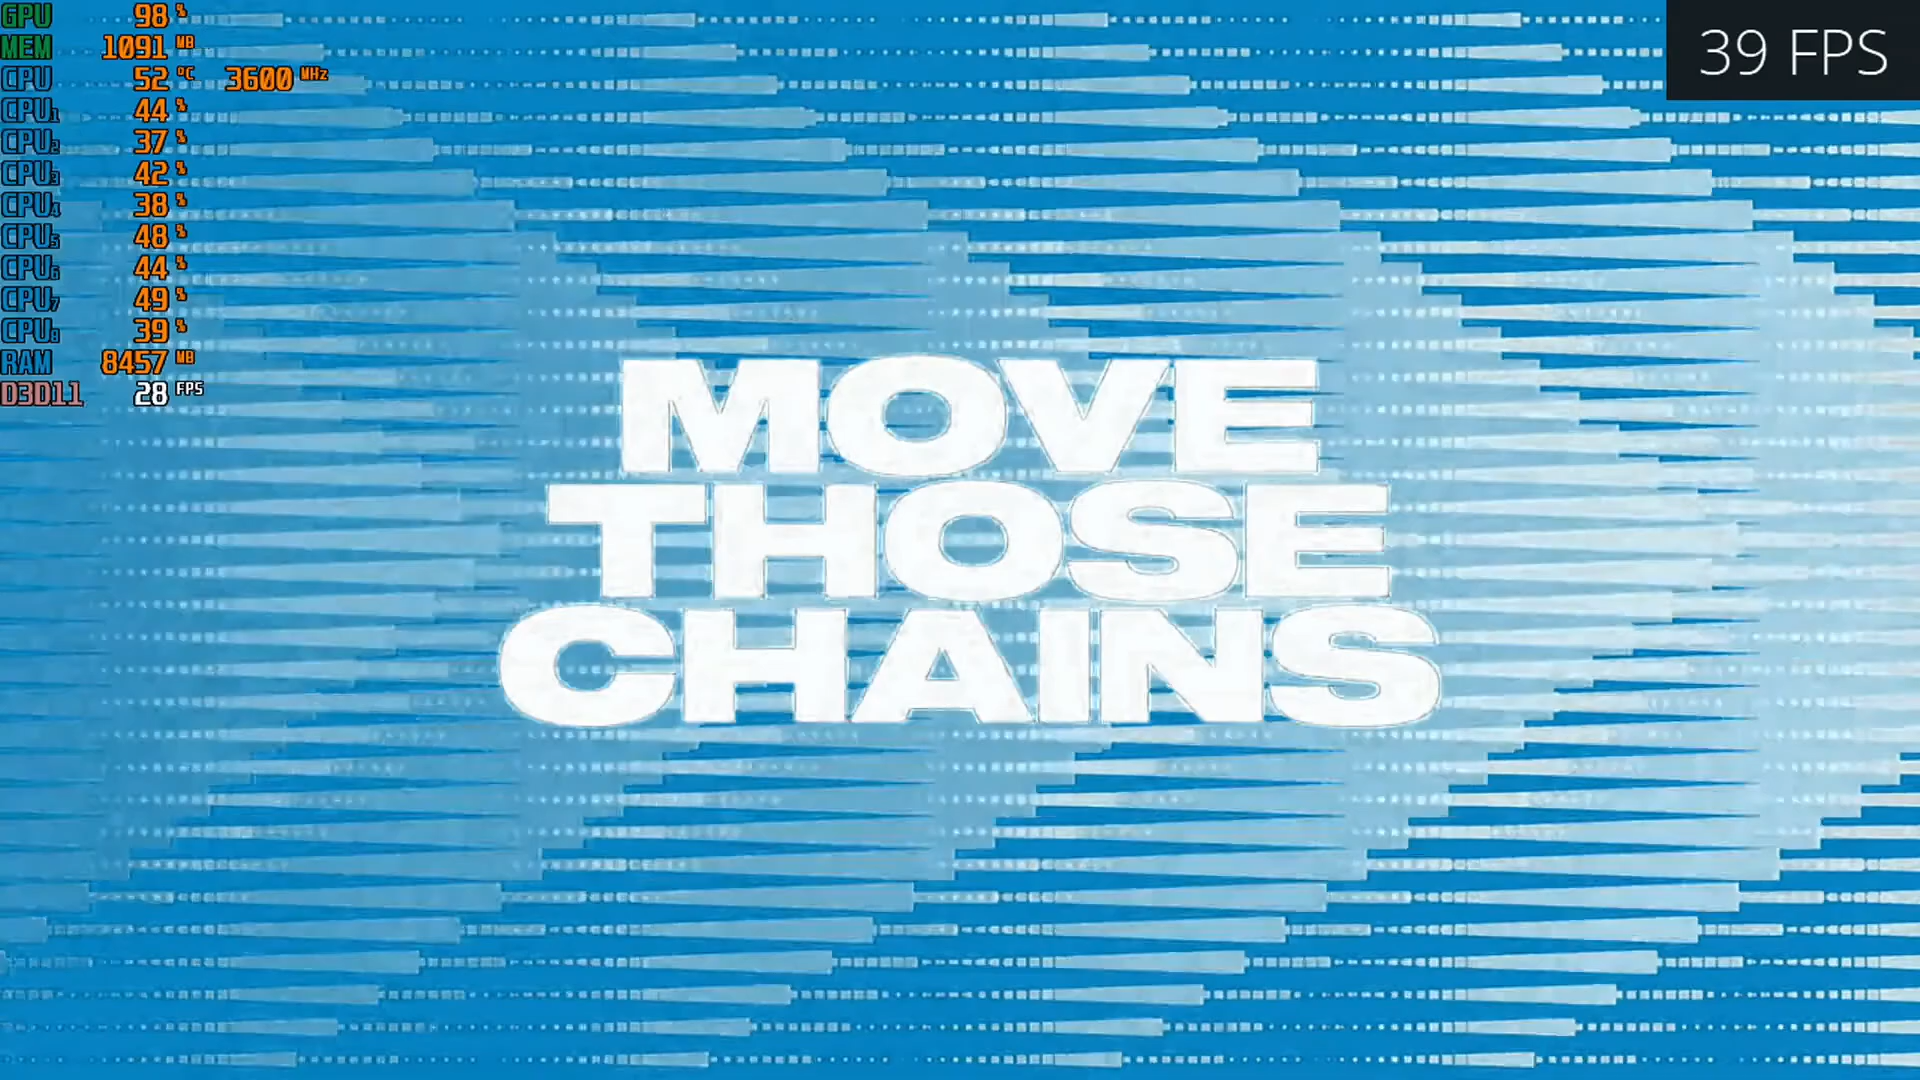 GPU 98 %
39 FPS
MEM 1091 MB
CPU 52 °C 3600 MHz
CPU1 44 %
CPU2 37 %
CPU3 42 %
CPU4 38 %
CPU5 48 %
CPU6 44 %
CPU7 49 %
CPU8 39 %
RAM 8457 MB
D3D11 28 FPS
MOVE
THOSE
CHAINS